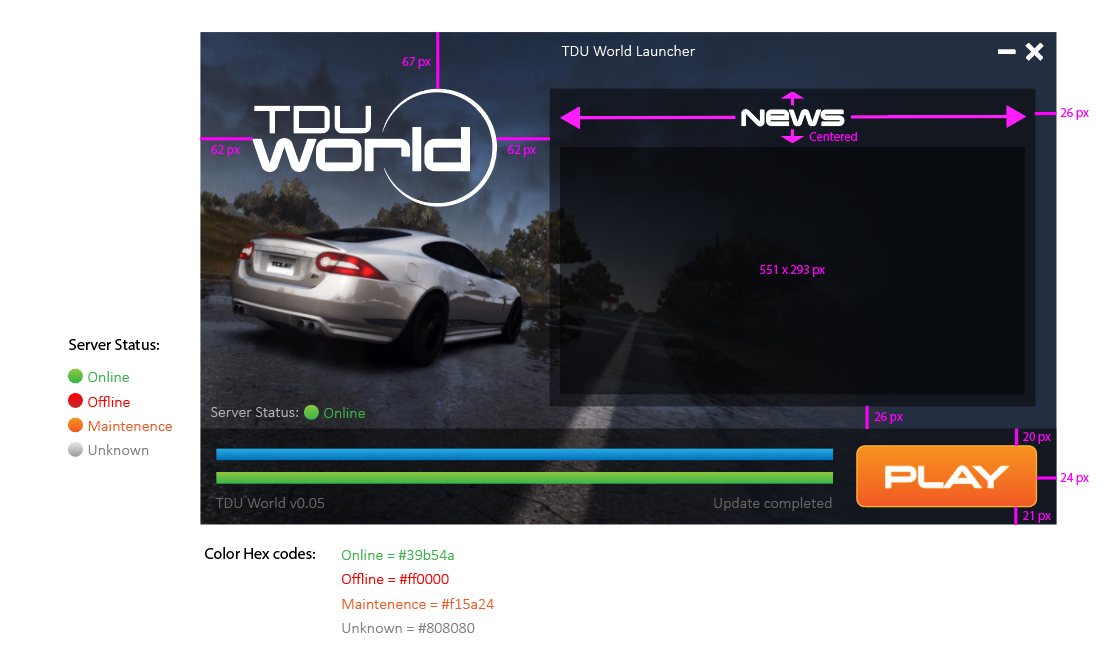 TDU World Launcher
67 px
TDU
world
NEWS
26 px
62 px
62 px
Centered
551 x 293 px
Server Status:
Online
Offline
Maintenence
Unknown
Server Status: Online
26 px
20 px
PLAY
24 px
TDU World v0.05
Update completed
21 px
Color Hex codes:
Online = #39b54a
Offline = #ff0000
Maintenence = #f15a24
Unknown = #808080